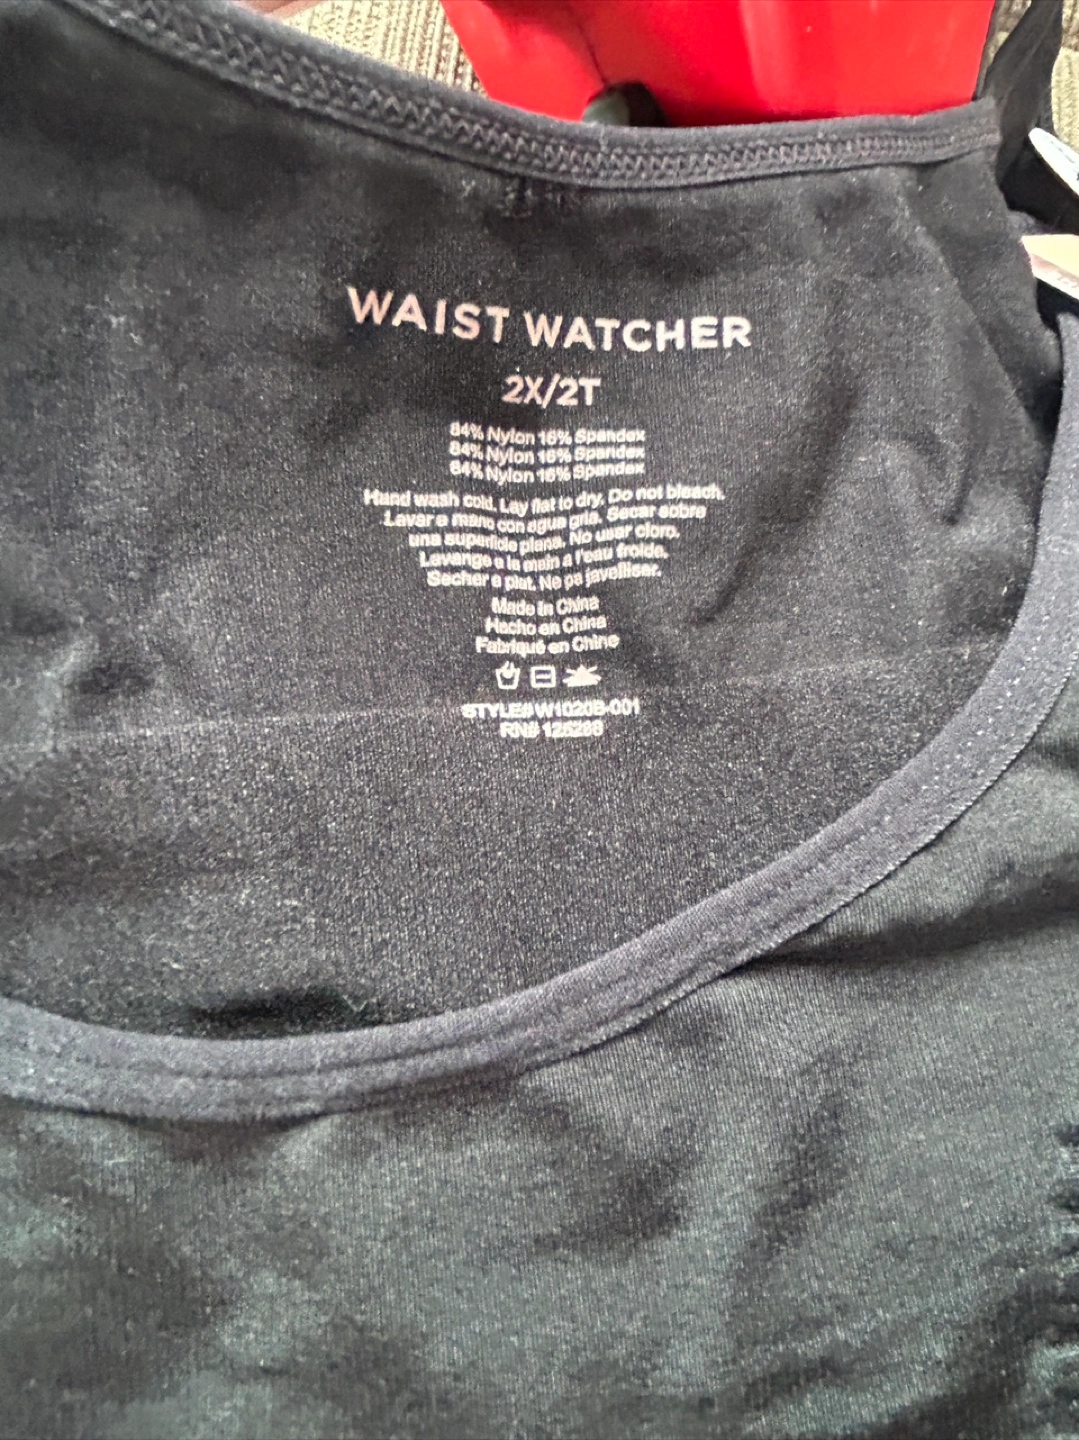 WAIST WATCHER
2X/2T
84% Nylon 16% Spandex
84% Nylon 16% Spandex
84% Nylon 16% Spandex
Hand wash cold. Lay flat to dry. Do not bleach.
Lavar a mano con agua gria. Secar sobre
una superficie plana. No usar cloro.
Lavange a la main a l'eau froide.
Secher a plat. Ne pa javelliser.
Made in China
Hecho en China
Fabriqué en Chine
STYLE# W1020B-001
RN# 125286